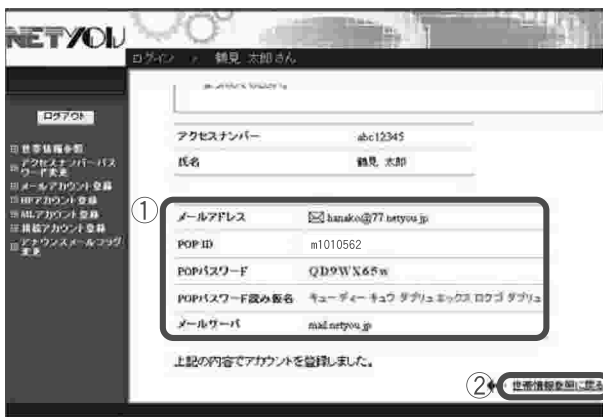 NETYOU
ログイン > 鶴見 太郎さん
ログアウト
世帯情報参照
アクセスナンバーパス
ワード変更
メールアカウント登録
HPアカウント登録
MLアカウント登録
接続アカウント登録
アナウンスメールフラグ
変更
アクセスナンバー abc12345
氏名 鶴見 太郎
①
メールアドレス hanako@77.netyou.jp
POP ID m1010562
POPパスワード QD9WX65w
POPパスワード読み仮名 キューディーキュウ ダブリュ エックス ロクゴ ダブリュ
メールサーバ mail.netyou.jp
上記の内容でアカウントを登録しました。
②
世帯情報参照に戻る